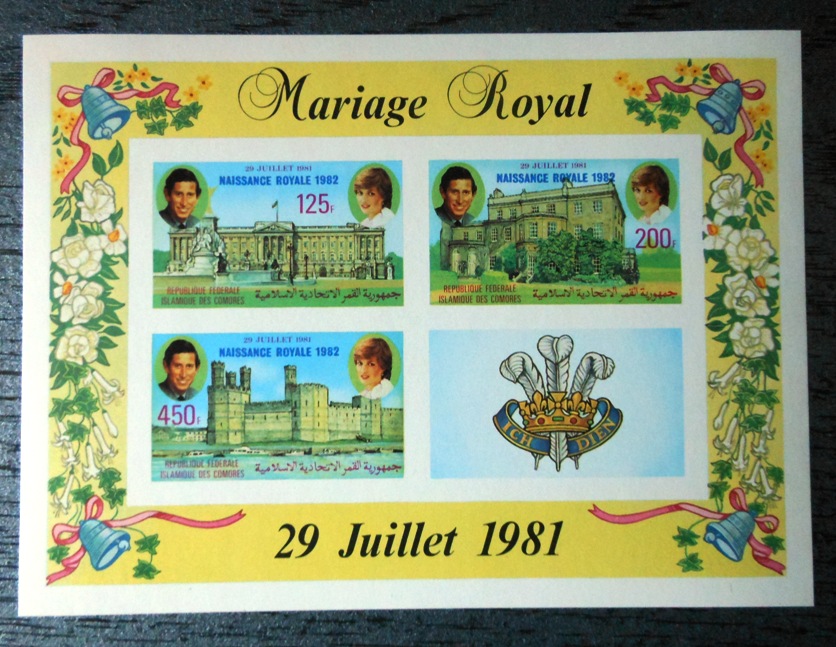 Mariage Royal
29 JUILLET 1981
NAISSANCE ROYALE 1982
125F
REPUBLIQUE FEDERALE
ISLAMIQUE DES COMORES
جمهورية القمر الاتحادية الاسلامية
29 JUILLET 1981
NAISSANCE ROYALE 1982
200F
REPUBLIQUE FEDERALE
ISLAMIQUE DES COMORES
جمهورية القمر الاتحادية الاسلامية
29 JUILLET 1981
NAISSANCE ROYALE 1982
450F
REPUBLIQUE FEDERALE
ISLAMIQUE DES COMORES
جمهورية القمر الاتحادية الاسلامية
ICH DIEN
29 Juillet 1981